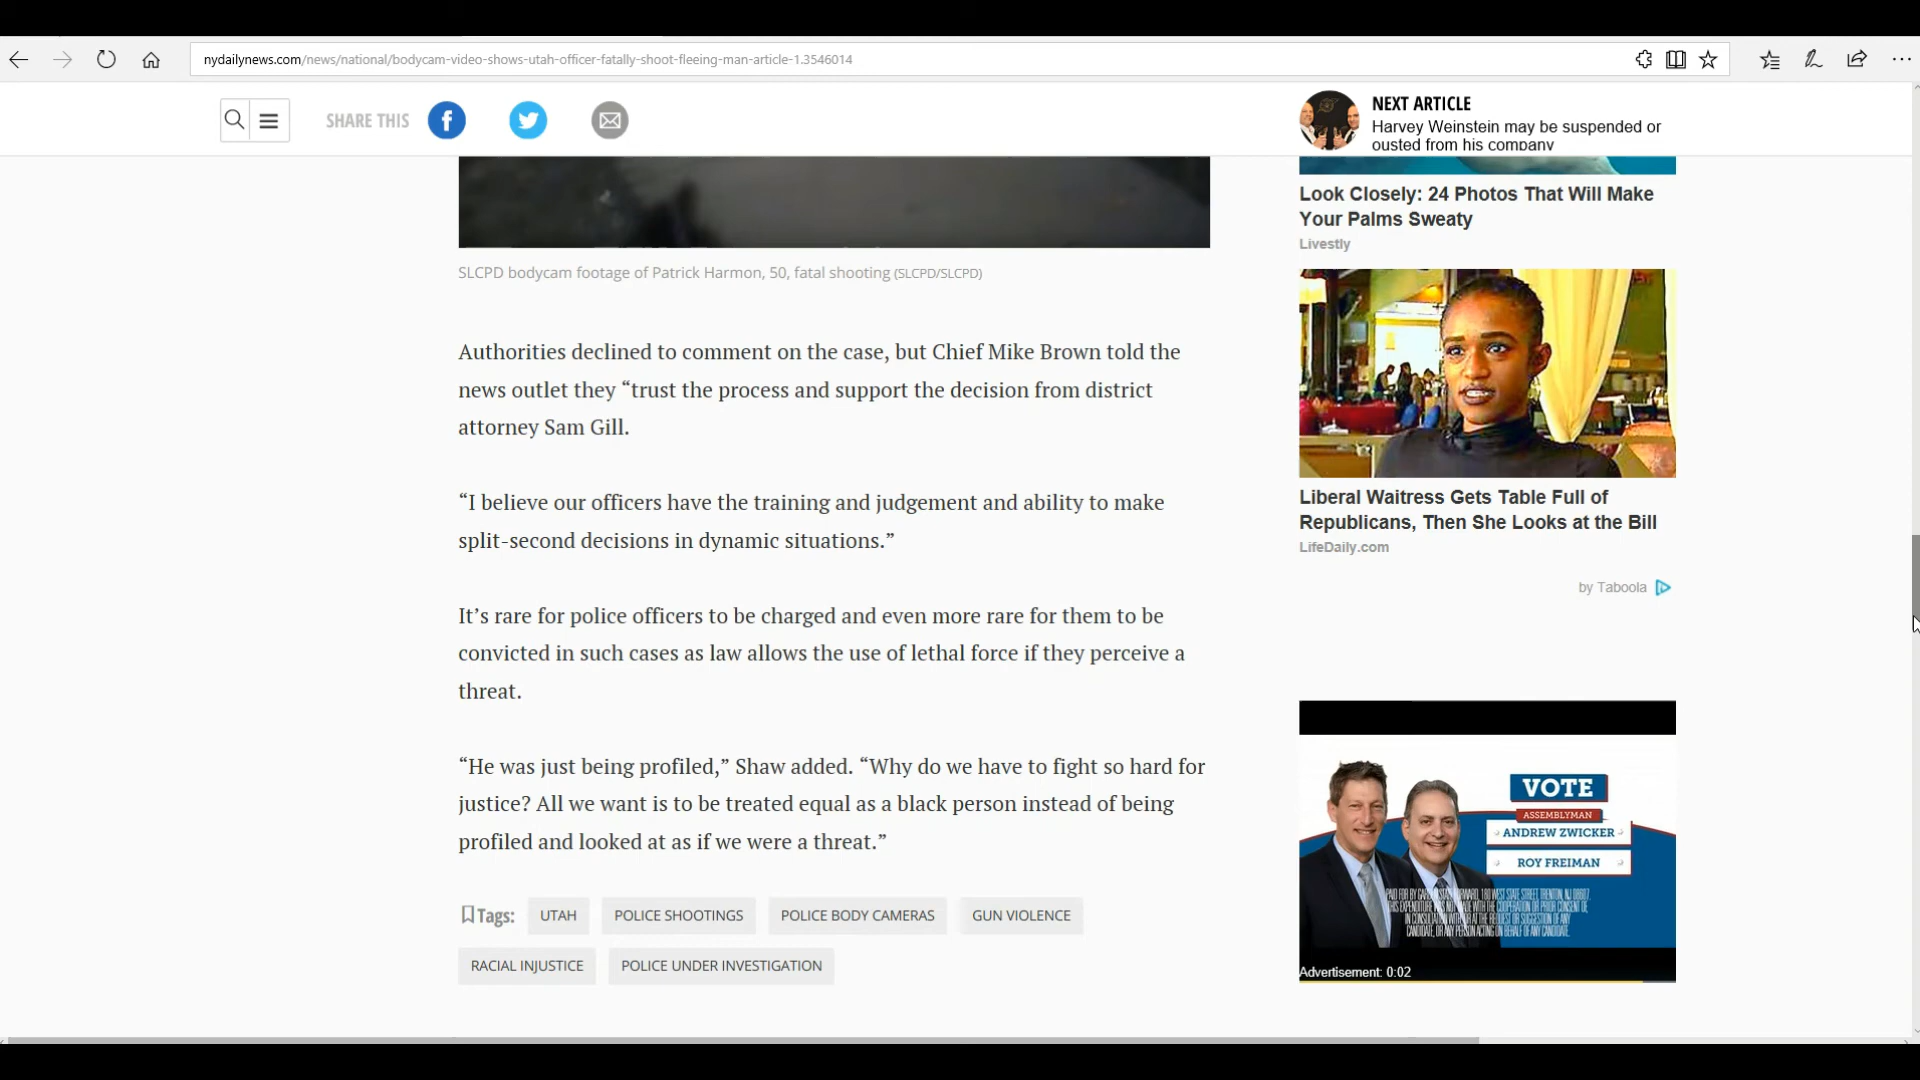 nydailynews.com/news/national/bodycam-video-shows-utah-officer-fatally-shoot-fleeing-man-article-1.3546014
SHARE THIS
NEXT ARTICLE
Harvey Weinstein may be suspended or
ousted from his company
SLCPD bodycam footage of Patrick Harmon, 50, fatal shooting (SLCPD/SLCPD)
Authorities declined to comment on the case, but Chief Mike Brown told the
news outlet they “trust the process and support the decision from district
attorney Sam Gill.
“I believe our officers have the training and judgement and ability to make
split-second decisions in dynamic situations.”
It’s rare for police officers to be charged and even more rare for them to be
convicted in such cases as law allows the use of lethal force if they perceive a
threat.
“He was just being profiled,” Shaw added. “Why do we have to fight so hard for
justice? All we want is to be treated equal as a black person instead of being
profiled and looked at as if we were a threat.”
Tags:
UTAH
POLICE SHOOTINGS
POLICE BODY CAMERAS
GUN VIOLENCE
RACIAL INJUSTICE
POLICE UNDER INVESTIGATION
Look Closely: 24 Photos That Will Make
Your Palms Sweaty
Livestly
Liberal Waitress Gets Table Full of
Republicans, Then She Looks at the Bill
LifeDaily.com
by Taboola
VOTE
ASSEMBLYMAN
ANDREW ZWICKER
ROY FREIMAN
CANDIDATE, OR ANY PERSON ACTING ON BEHALF OF ANY CANDIDATE.
Advertisement: 0:02